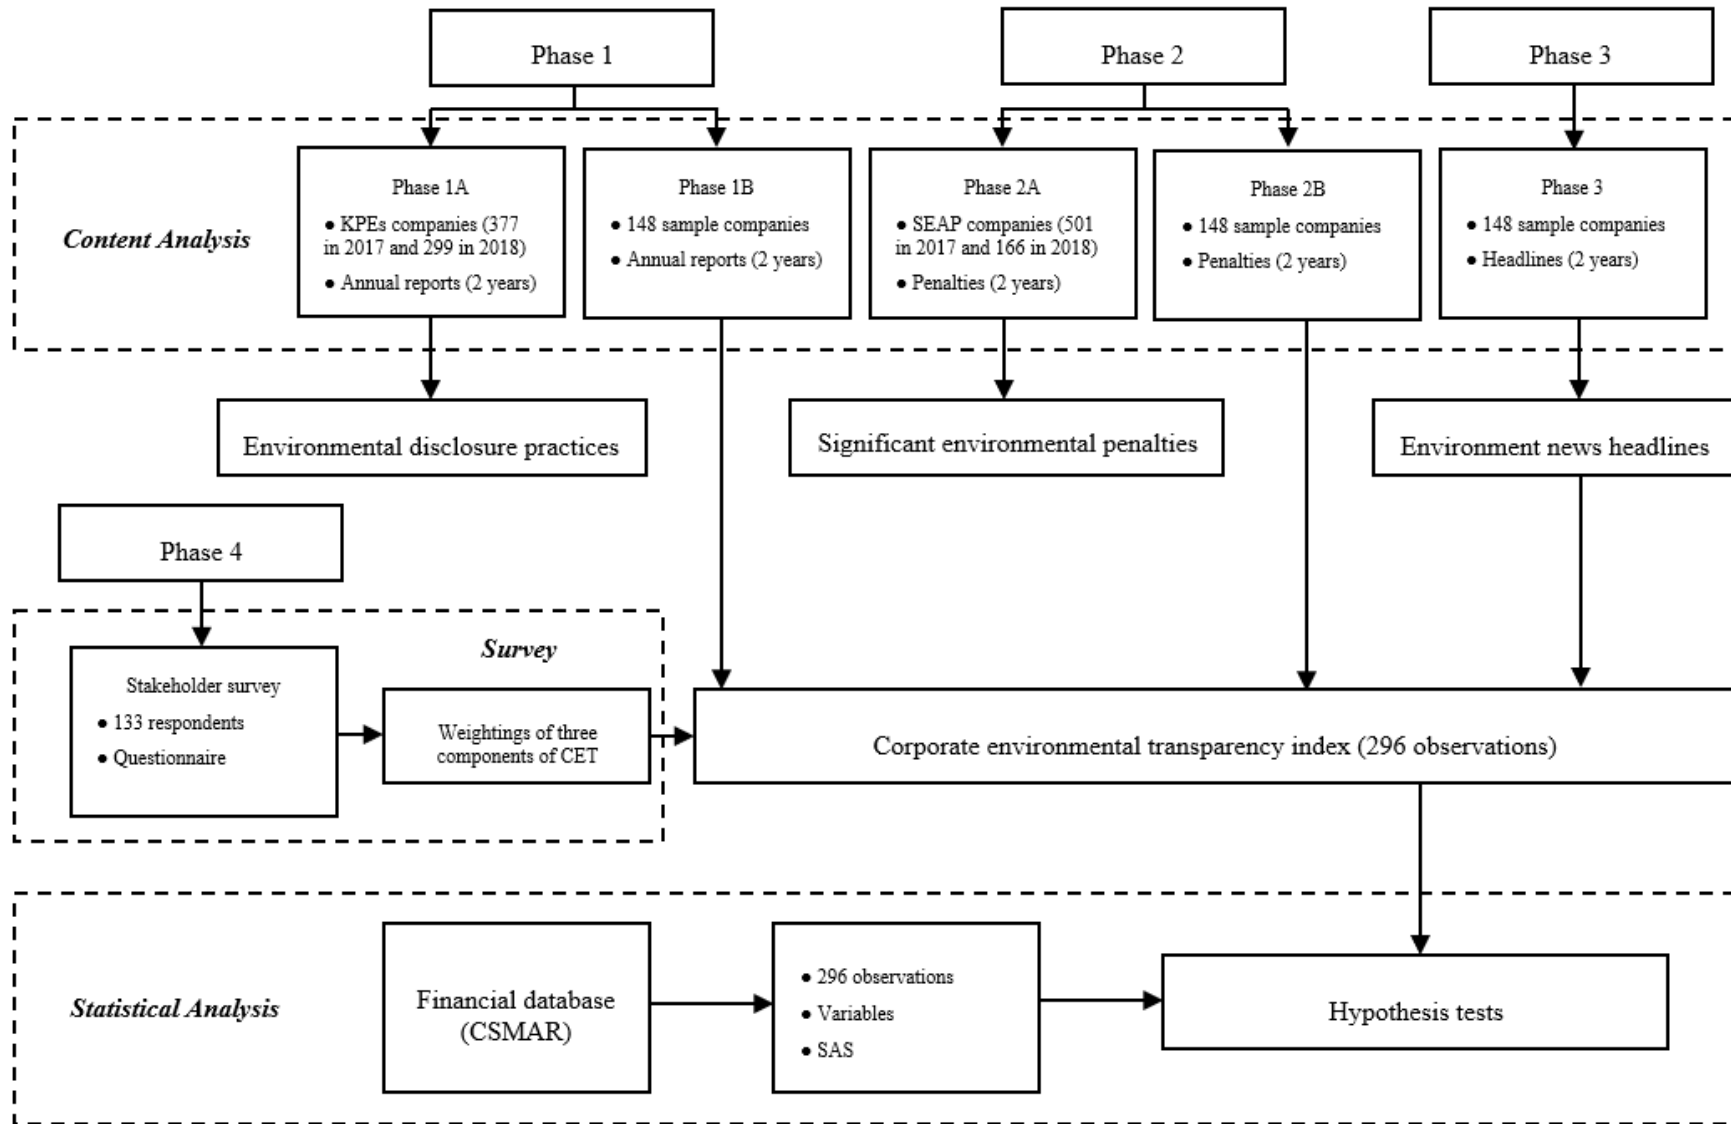 Phase 1
Phase 2
Phase 3
Content Analysis
Phase 1A
● KPEs companies (377
in 2017 and 299 in 2018)
● Annual reports (2 years)
Phase 1B
● 148 sample companies
● Annual reports (2 years)
Phase 2A
● SEAP companies (501
in 2017 and 166 in 2018)
● Penalties (2 years)
Phase 2B
● 148 sample companies
● Penalties (2 years)
Phase 3
● 148 sample companies
● Headlines (2 years)
Environmental disclosure practices
Significant environmental penalties
Environment news headlines
Phase 4
Survey
Stakeholder survey
● 133 respondents
● Questionnaire
Weightings of three
components of CET
Corporate environmental transparency index (296 observations)
Statistical Analysis
Financial database
(CSMAR)
● 296 observations
● Variables
● SAS
Hypothesis tests